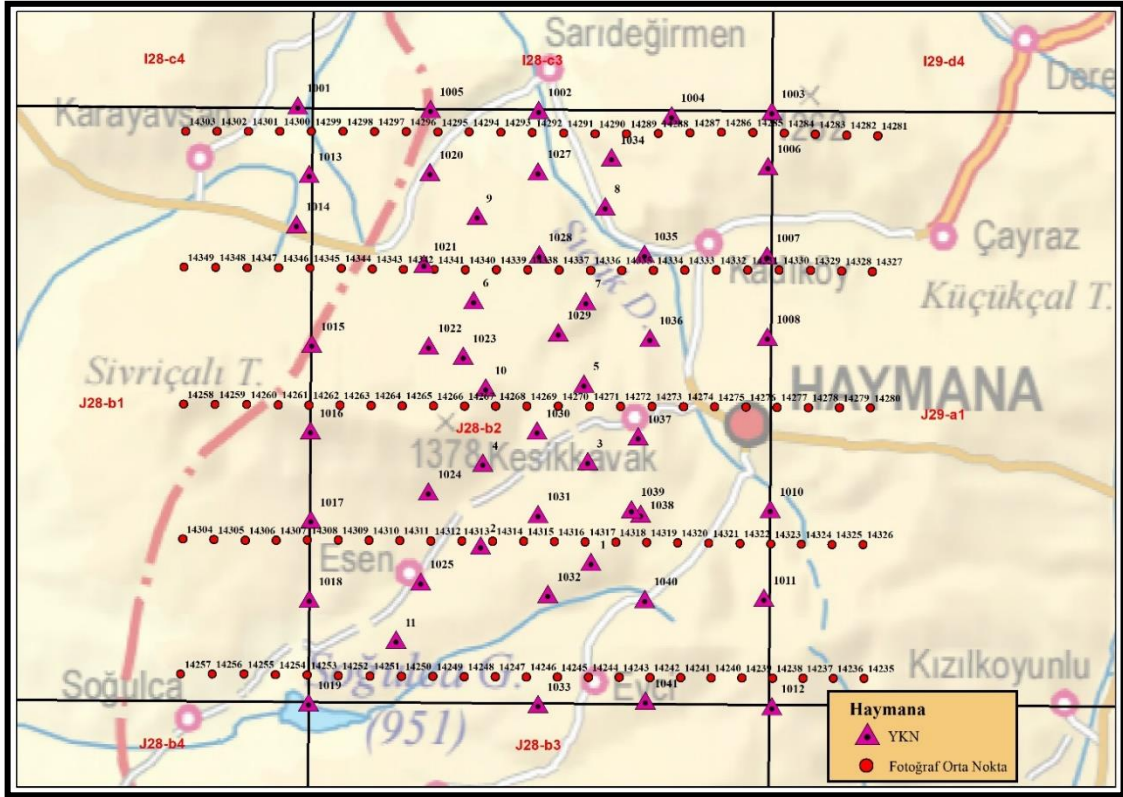 Sarıdeğirmen
I28-c4
I28-c3
I29-d4
Dere
1001
1005
1002
1004
1003
Karayavşan
1262
14303 14302 14301 14300 14299 14298 14297 14296 14295 14294 14293 14292 14291 14290 14289 14288 14287 14286 14285 14284 14283 14282 14281
1034
1013
1020
1027
1006
9
8
1014
Sıcık D.
1021
1028
1035
1007
Çayraz
Kadıköy
14349 14348 14347 14346 14345 14344 14343 14342 14341 14340 14339 14338 14337 14336 14335 14334 14333 14332 14331 14330 14329 14328 14327
6
7
Küçükçal T.
1015
1022
1023
1029
1036
1008
Sivriçalı T.
10
5
HAYMANA
14258 14259 14260 14261 14262 14263 14264 14265 14266 14267 14268 14269 14270 14271 14272 14273 14274 14275 14276 14277 14278 14279 14280
J28-b1
1016
J28-b2
1030
1037
J29-a1
1378
Kesikkavak
4
3
1024
1017
1031
1039
1038
1010
14304 14305 14306 14307 14308 14309 14310 14311 14312 14313 14314 14315 14316 14317 14318 14319 14320 14321 14322 14323 14324 14325 14326
2
1
Esen
1018
1025
1032
1040
1011
11
14257 14256 14255 14254 14253 14252 14251 14250 14249 14248 14247 14246 14245 14244 14243 14242 14241 14240 14239 14238 14237 14236 14235
Soğulca
Soğulca G.
(951)
Evci
Kızılkoyunlu
1019
1033
1041
1012
J28-b4
J28-b3
Haymana
YKN
Fotoğraf Orta Nokta